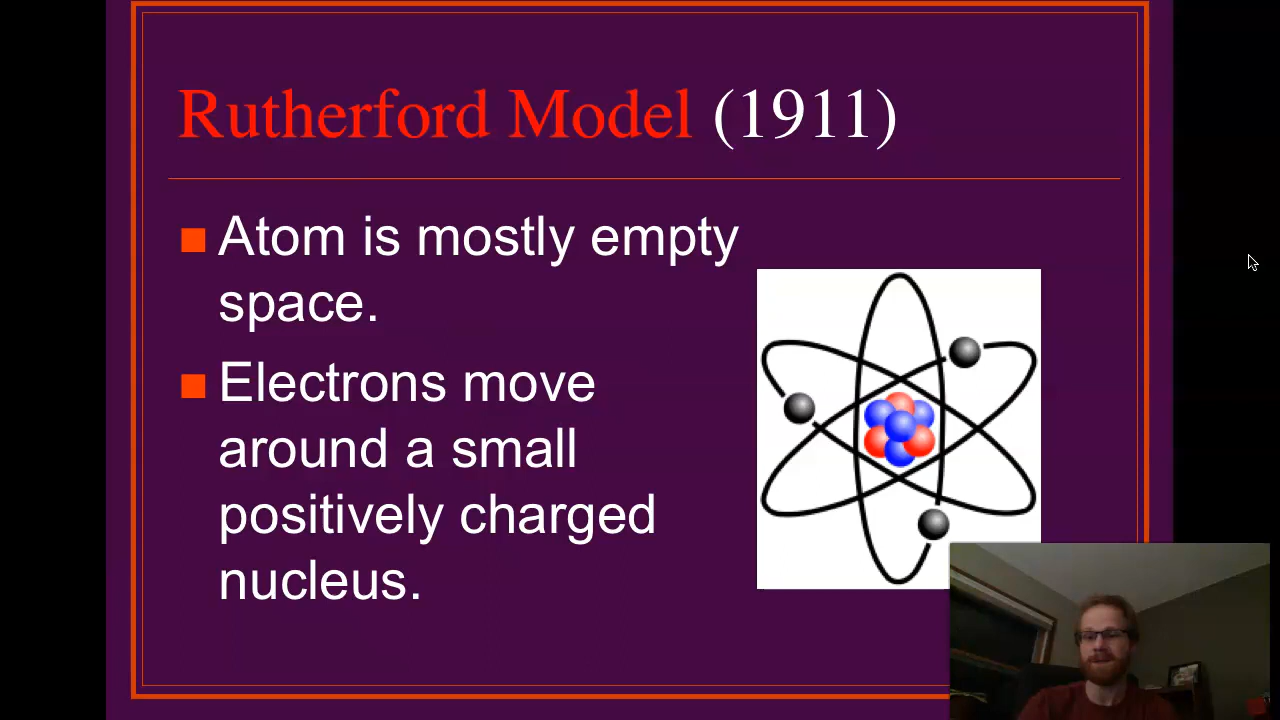 Rutherford Model (1911)
Atom is mostly empty
space.
Electrons move
around a small
positively charged
nucleus.